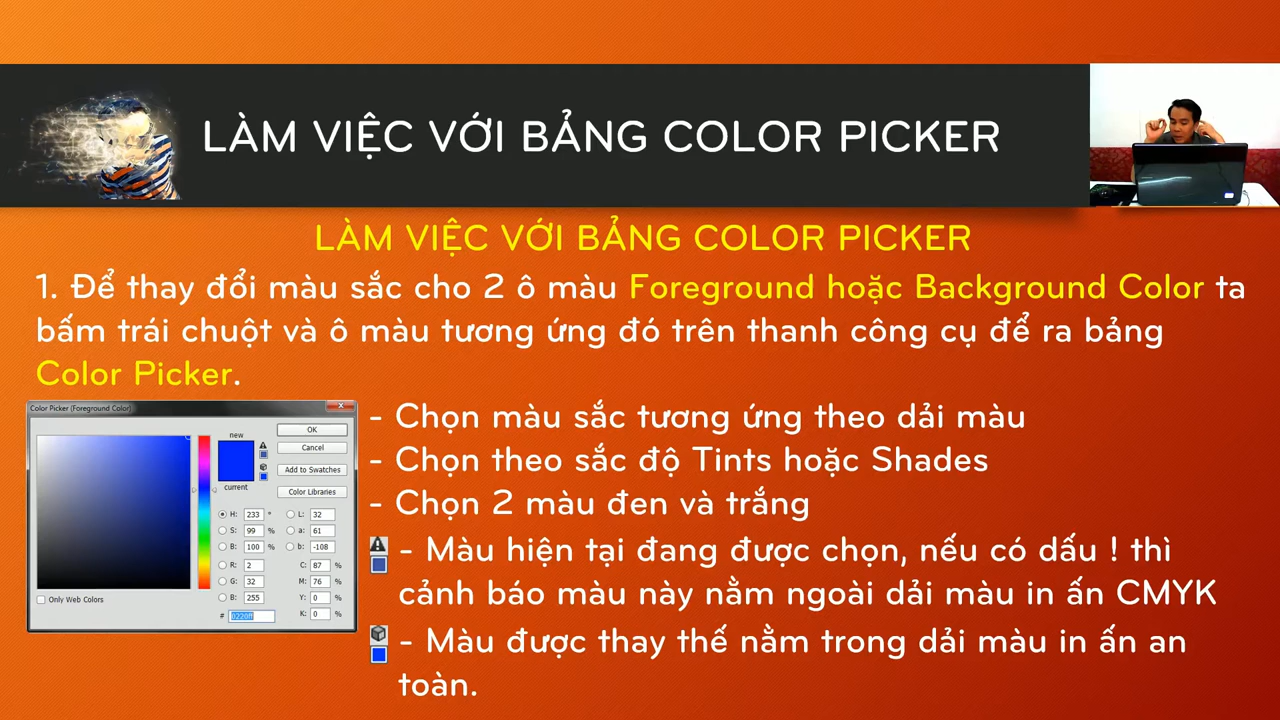 LÀM VIỆC VỚI BẢNG COLOR PICKER
LÀM VIỆC VỚI BẢNG COLOR PICKER
1. Để thay đổi màu sắc cho 2 ô màu Foreground hoặc Background Color ta
bấm trái chuột và ô màu tương ứng đó trên thanh công cụ để ra bảng
Color Picker.
Color Picker (Foreground Color)
new
current
OK
Cancel
Add to Swatches
Color Libraries
H: 233 °
L: 32
S: 99 %
a: 61
B: 100 %
b: -108
R: 2
C: 87 %
G: 32
M: 76 %
B: 255
Y: 0 %
# 0220ff
K: 0 %
Only Web Colors
- Chọn màu sắc tương ứng theo dải màu
- Chọn theo sắc độ Tints hoặc Shades
- Chọn 2 màu đen và trắng
- Màu hiện tại đang được chọn, nếu có dấu ! thì
cảnh báo màu này nằm ngoài dải màu in ấn CMYK
- Màu được thay thế nằm trong dải màu in ấn an
toàn.